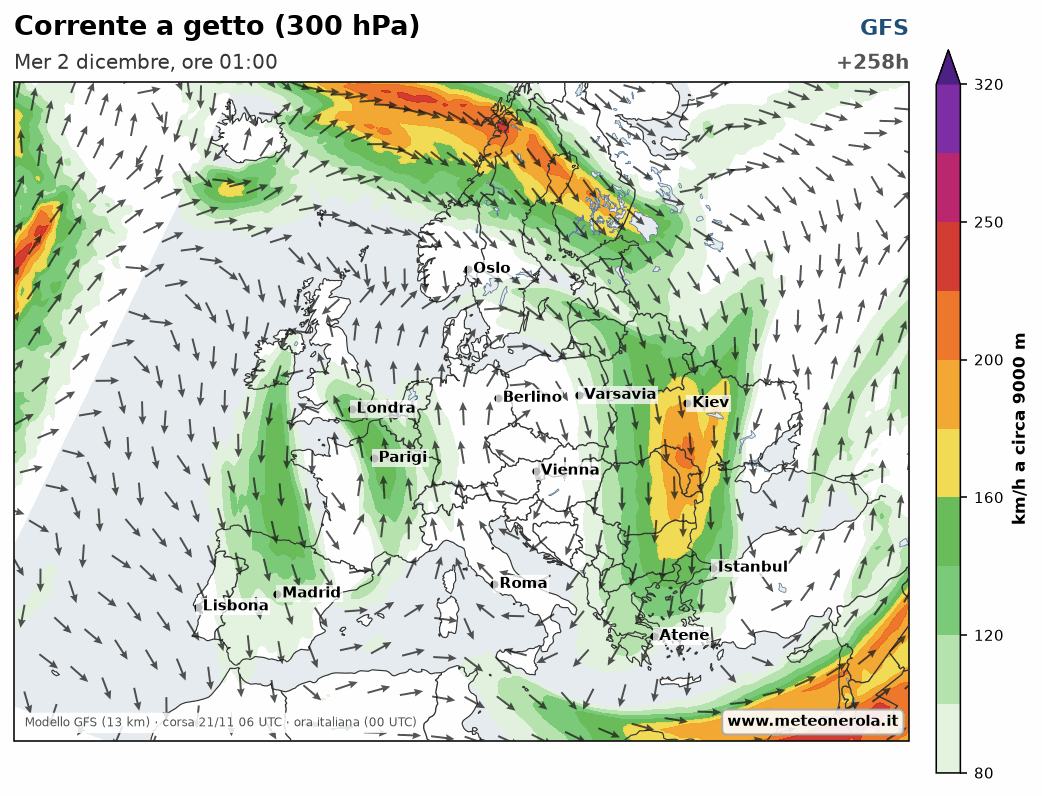 Corrente a getto (300 hPa)
GFS
Mer 2 dicembre, ore 01:00
+258h
320
250
200
160
120
80
km/h a circa 9000 m
Oslo
Londra
Berlino
Varsavia
Kiev
Parigi
Vienna
Istanbul
Madrid
Roma
Lisbona
Atene
Modello GFS (13 km) · corsa 21/11 06 UTC · ora italiana (00 UTC)
www.meteonerola.it